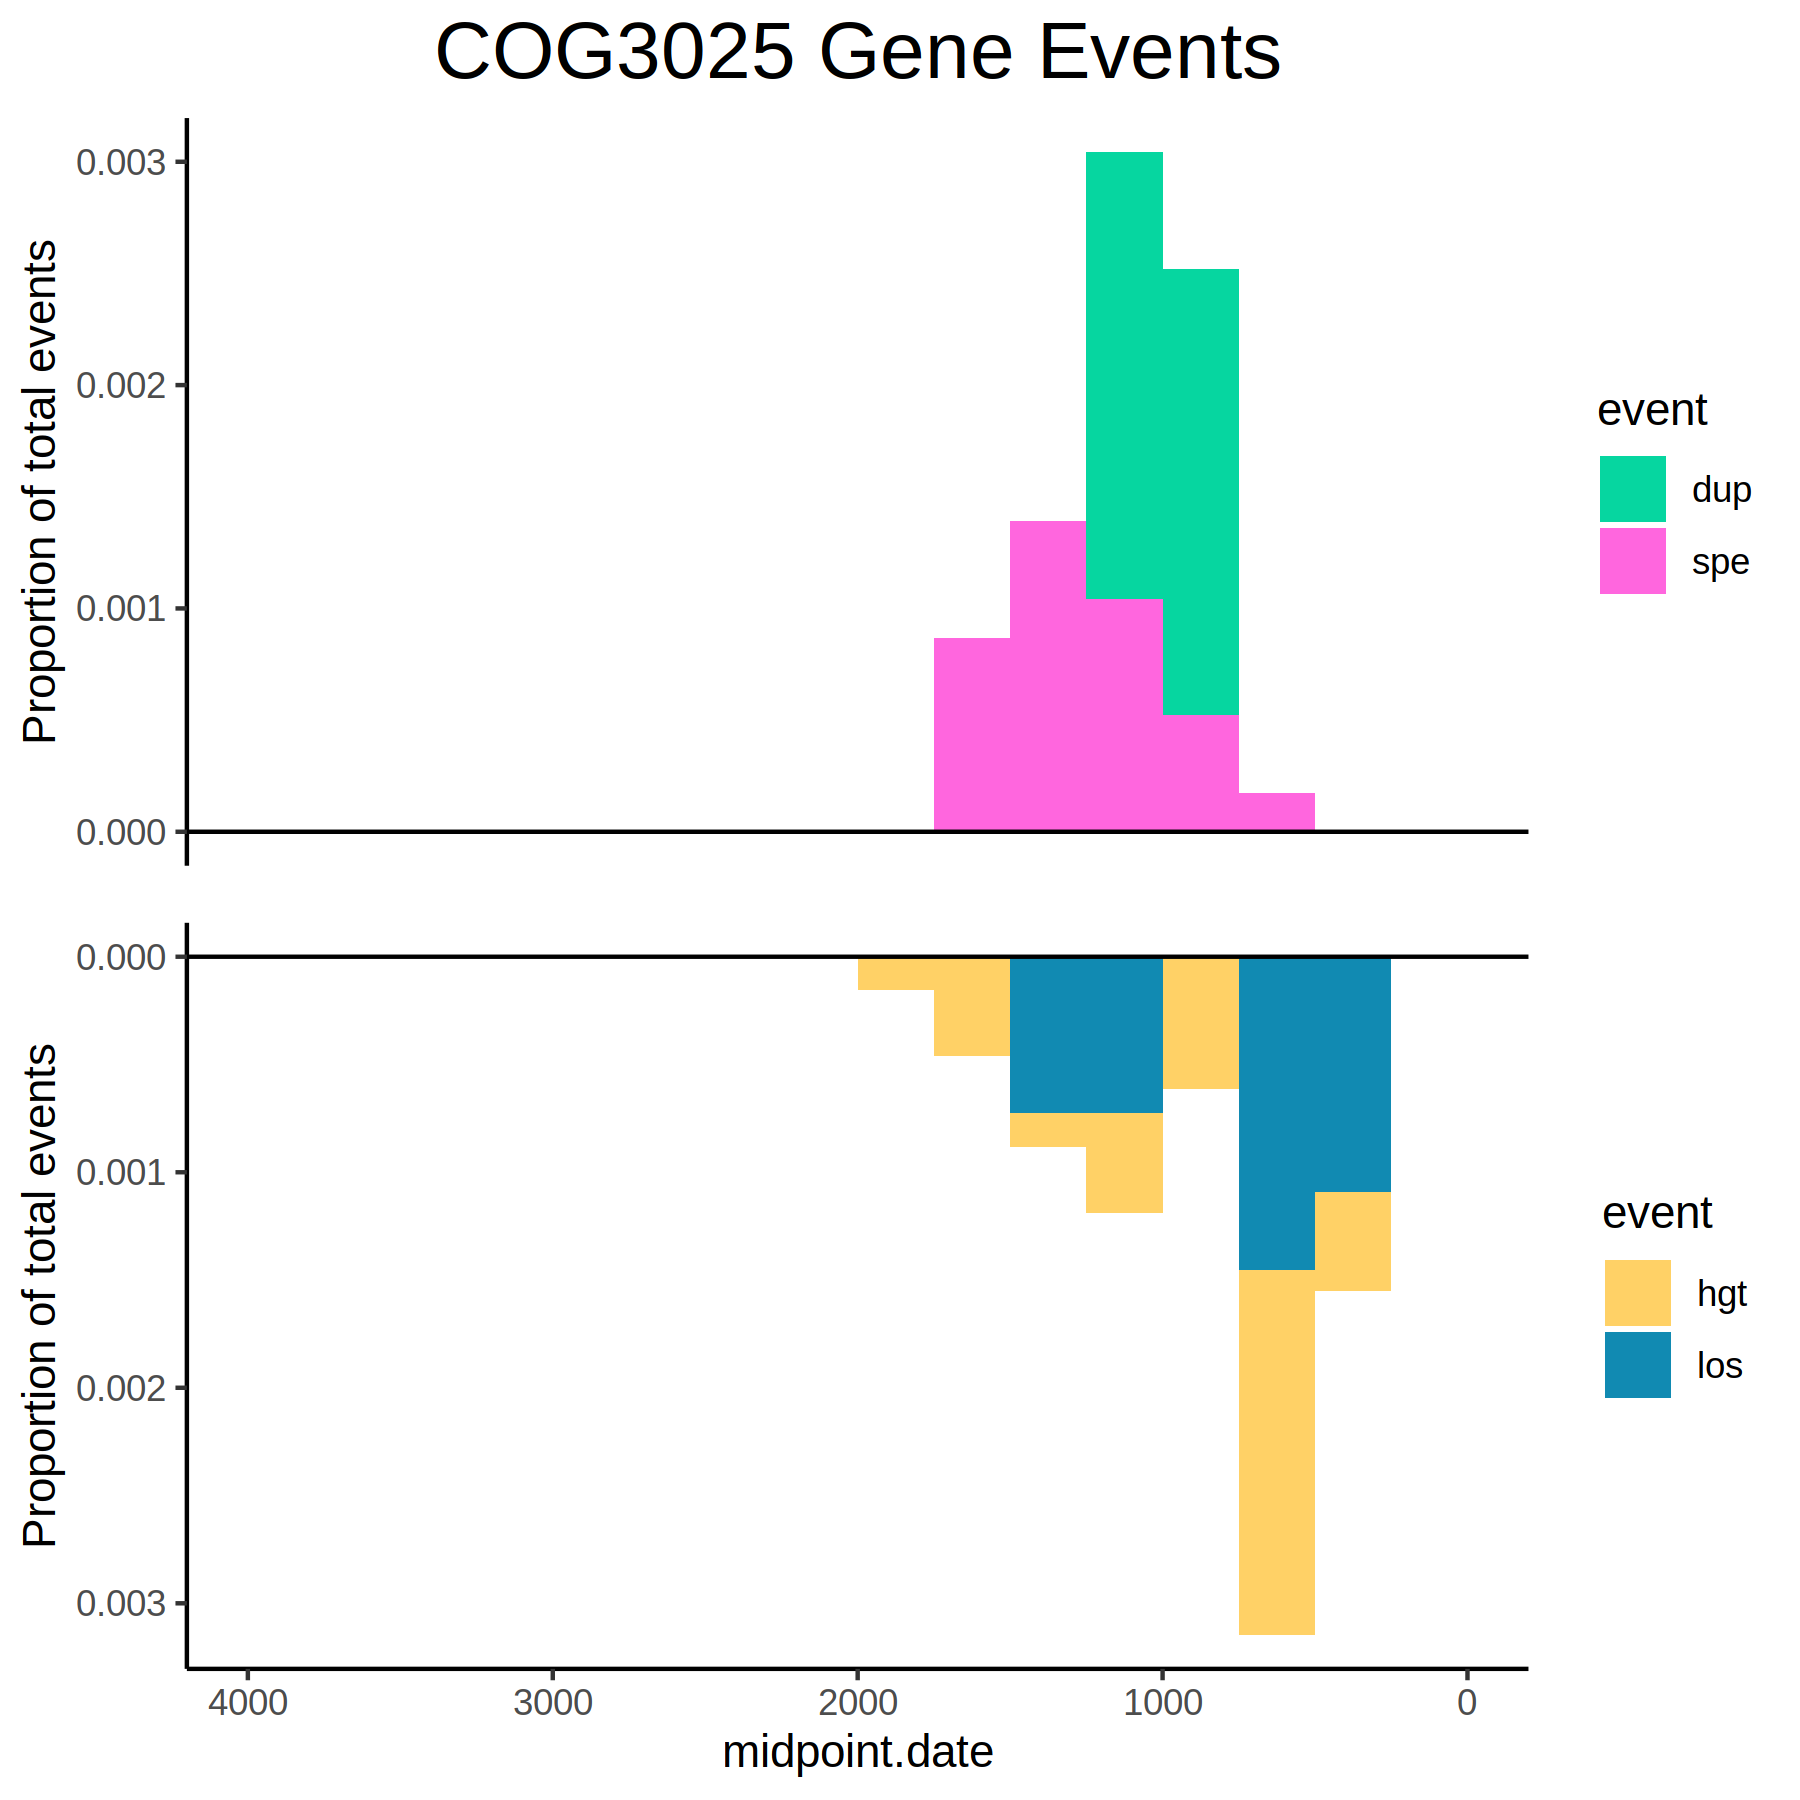 COG3025 Gene Events
Proportion of total events
0.003
0.002
0.001
0.000
event
dup
spe
Proportion of total events
0.000
0.001
0.002
0.003
event
hgt
los
4000 3000 2000 1000 0
midpoint.date